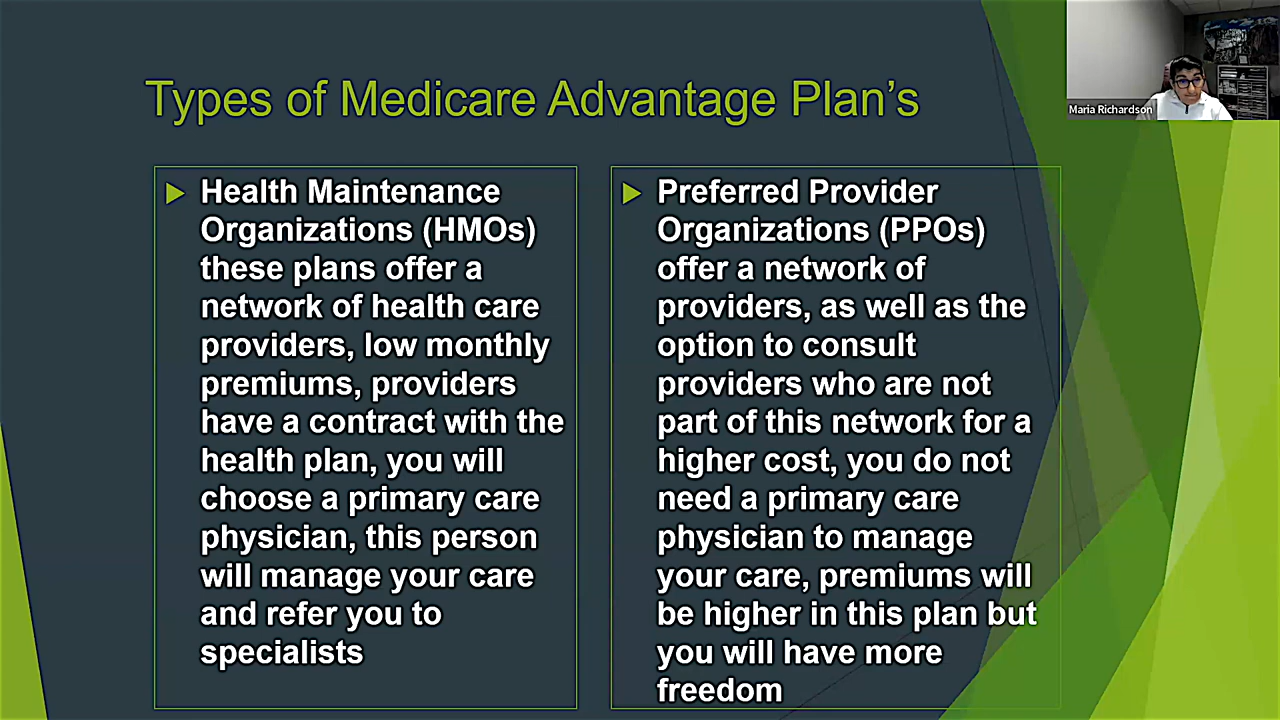 Types of Medicare Advantage Plan's
Maria Richardson
Health Maintenance
Organizations (HMOs)
these plans offer a
network of health care
providers, low monthly
premiums, providers
have a contract with the
health plan, you will
choose a primary care
physician, this person
will manage your care
and refer you to
specialists
Preferred Provider
Organizations (PPOs)
offer a network of
providers, as well as the
option to consult
providers who are not
part of this network for a
higher cost, you do not
need a primary care
physician to manage
your care, premiums will
be higher in this plan but
you will have more
freedom